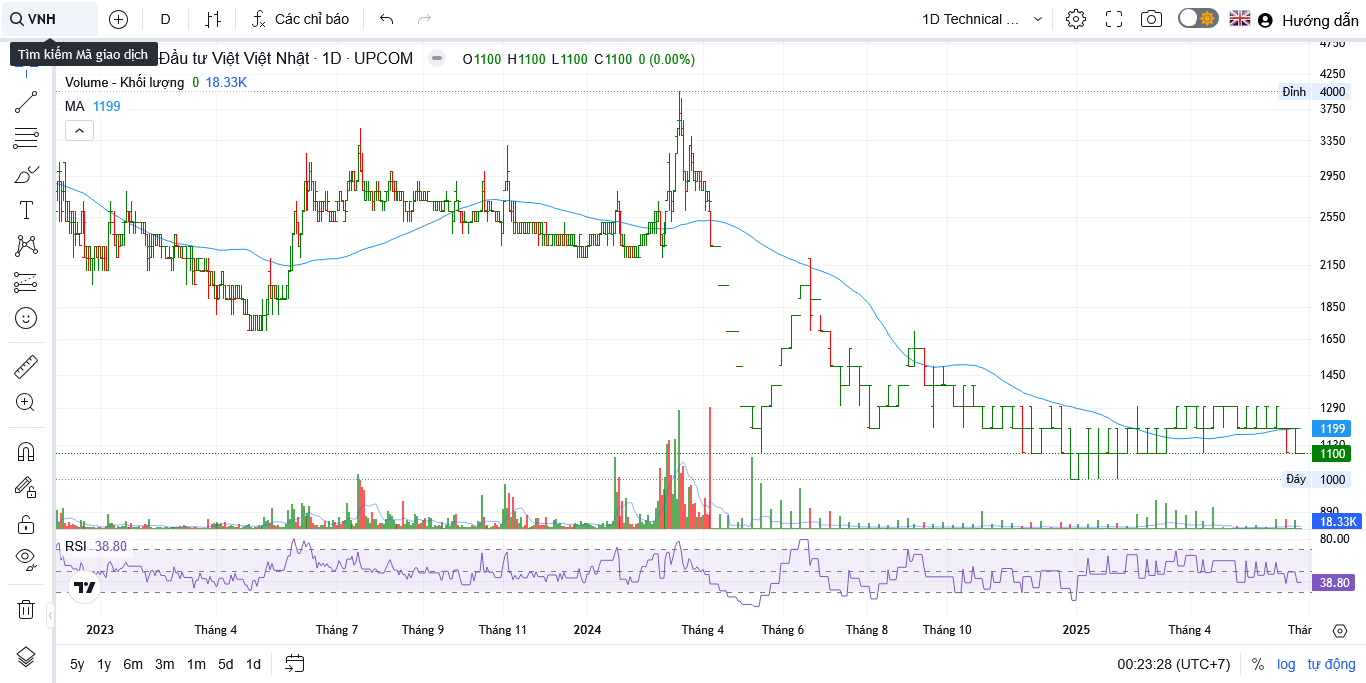 VNH D Các chỉ báo 1D Technical ... Hướng dẫn
Tìm kiếm Mã giao dịch
Đầu tư Việt Việt Nhật · 1D · UPCOM O1100 H1100 L1100 C1100 0 (0.00%)
Volume - Khối lượng 0 18.33K
MA 1199
4750
4250
Đỉnh 4000
3750
3350
2950
2550
2150
1850
1650
1450
1290
1199
1120
1100
Đáy 1000
890
18.33K
80.00
RSI 38.80
38.80
2023 Tháng 4 Tháng 7 Tháng 9 Tháng 11 2024 Tháng 4 Tháng 6 Tháng 8 Tháng 10 2025 Tháng 4 Thár
5y 1y 6m 3m 1m 5d 1d 00:23:28 (UTC+7) % log tự động